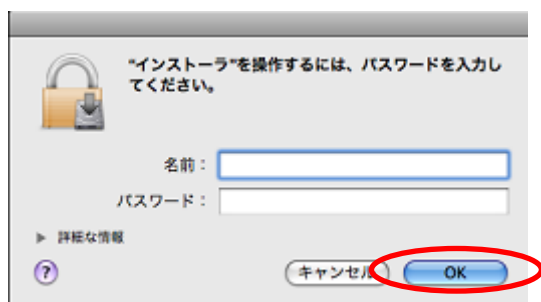 "インストーラ"を操作するには、パスワードを入力し
てください。
名前：
パスワード：
▶ 詳細な情報
?
キャンセル
OK